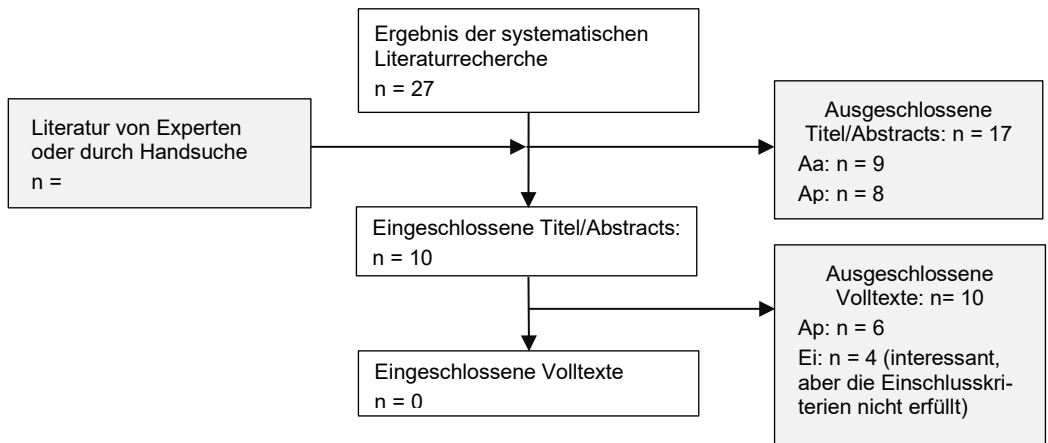 Ergebnis der systematischen
Literaturrecherche
n = 27
Literatur von Experten
oder durch Handsuche
n =
Ausgeschlossene
Titel/Abstracts: n = 17
Aa: n = 9
Ap: n = 8
Eingeschlossene Titel/Abstracts:
n = 10
Ausgeschlossene
Volltexte: n= 10
Ap: n = 6
Ei: n = 4 (interessant,
aber die Einschlusskri-
terien nicht erfüllt)
Eingeschlossene Volltexte
n = 0